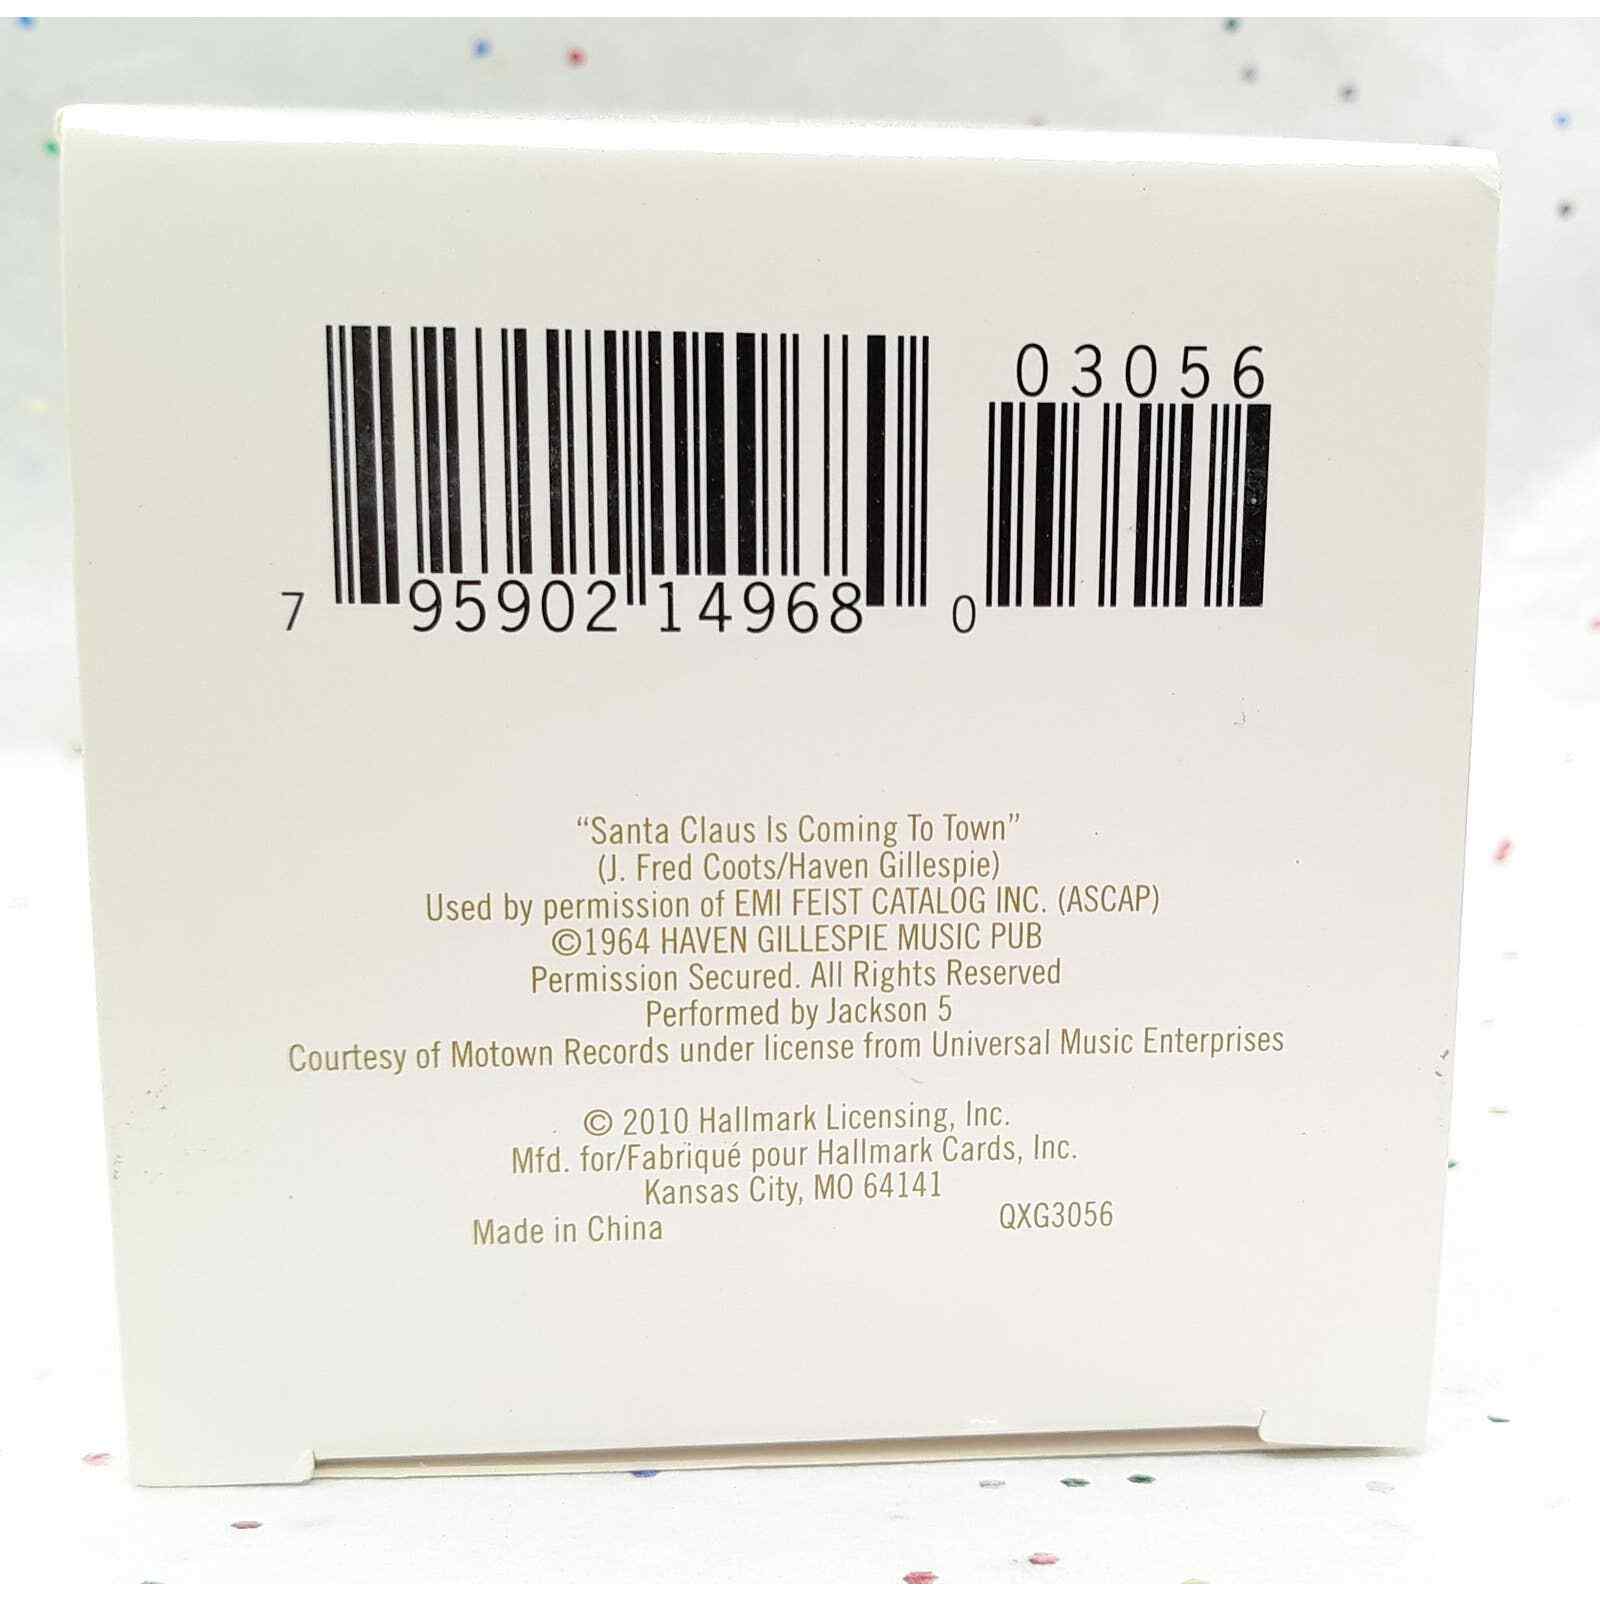 03056
7 95902 14968 0
“Santa Claus Is Coming To Town”
(J. Fred Coots/Haven Gillespie)
Used by permission of EMI FEIST CATALOG INC. (ASCAP)
©1964 HAVEN GILLESPIE MUSIC PUB
Permission Secured. All Rights Reserved
Performed by Jackson 5
Courtesy of Motown Records under license from Universal Music Enterprises
© 2010 Hallmark Licensing, Inc.
Mfd. for/Fabriqué pour Hallmark Cards, Inc.
Kansas City, MO 64141
Made in China QXG3056